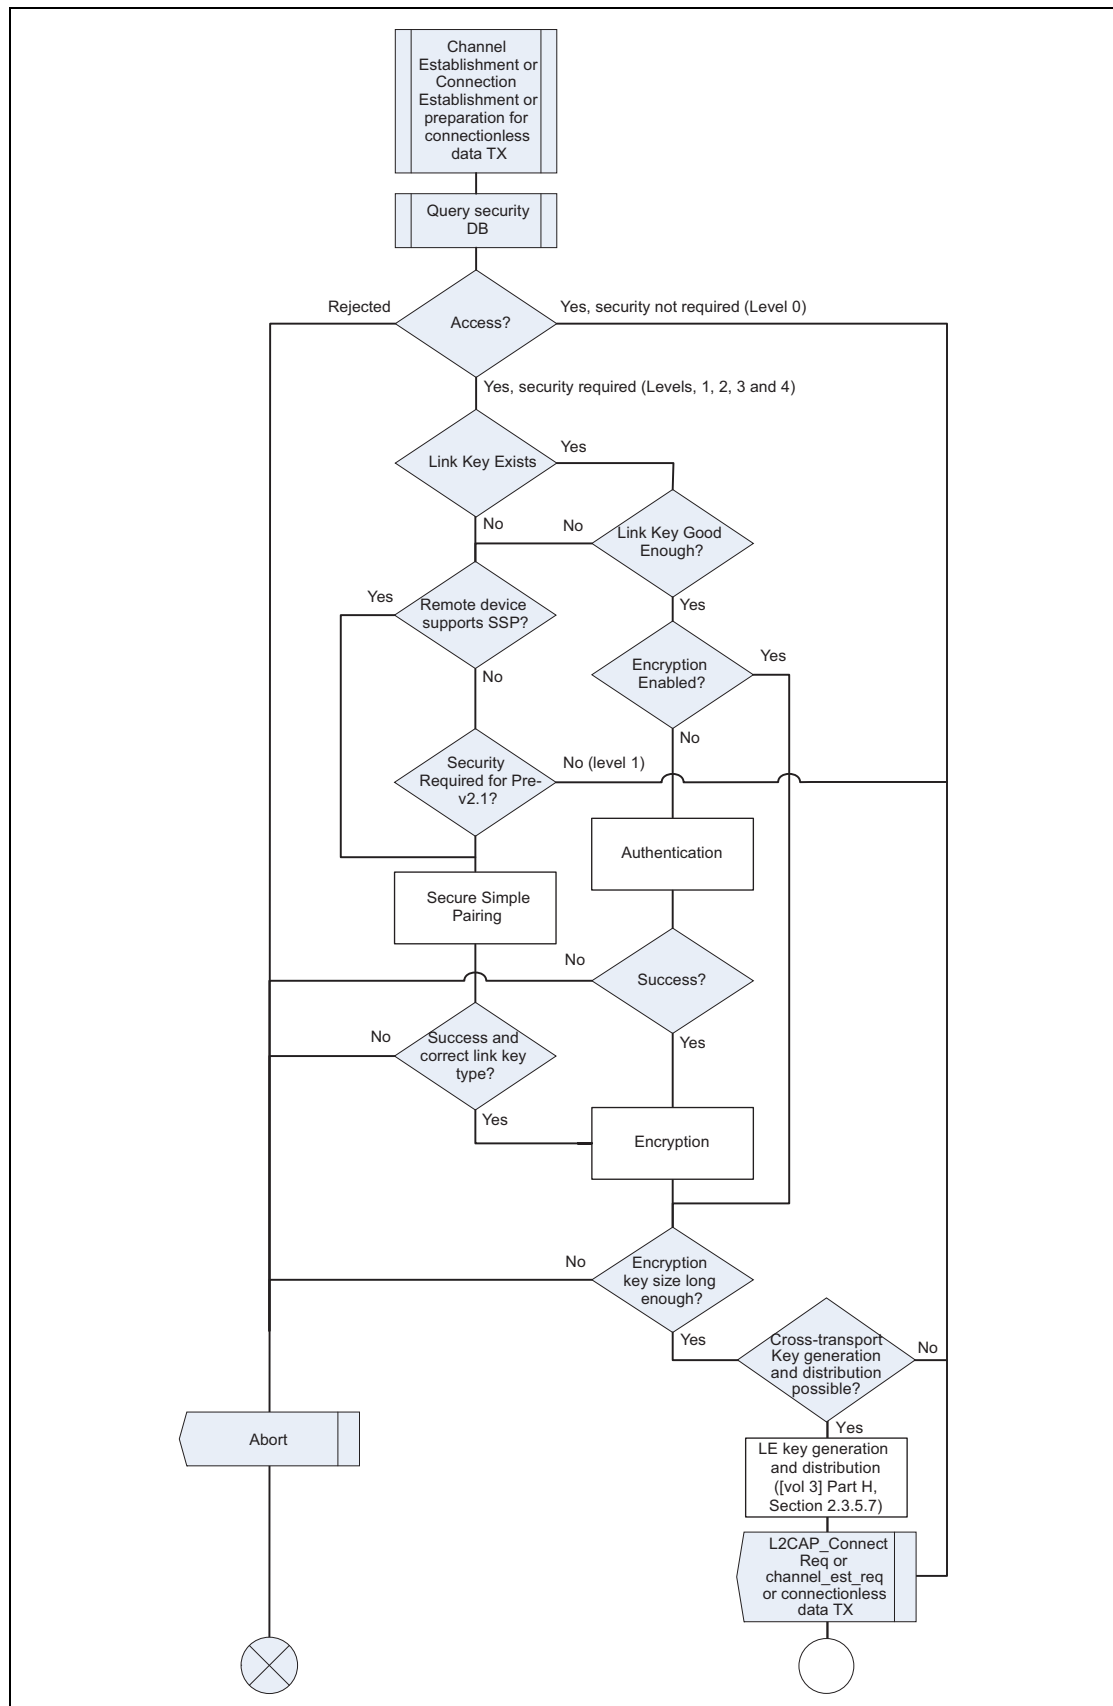 Channel
Establishment or
Connection
Establishment or
preparation for
connectionless
data TX
Query security
DB
Rejected
Access?
Yes, security not required (Level 0)
Yes, security required (Levels, 1, 2, 3 and 4)
Link Key Exists
Yes
No
No
Link Key Good
Enough?
Yes
Remote device
supports SSP?
Yes
No
Encryption
Enabled?
Yes
No
Security
Required for Pre-
v2.1?
No (level 1)
Authentication
Secure Simple
Pairing
No
Success?
Yes
No
Success and
correct link key
type?
Yes
Encryption
No
Encryption
key size long
enough?
Yes
Cross-transport
Key generation
and distribution
possible?
No
Yes
Abort
LE key generation
and distribution
([vol 3] Part H,
Section 2.3.5.7)
L2CAP_Connect
Req or
channel_est_req
or connectionless
data TX